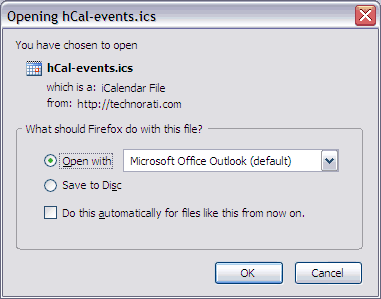 Opening hCal-events.ics
You have chosen to open
hCal-events.ics
which is a: iCalendar File
from: http://technorati.com
What should Firefox do with this file?
Open with Microsoft Office Outlook (default)
Save to Disc
Do this automatically for files like this from now on.
OK Cancel